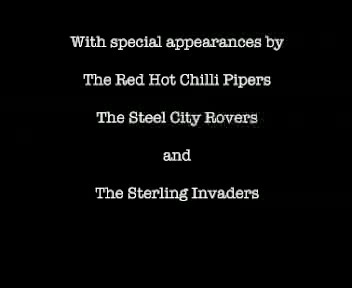 With special appearances by
The Red Hot Chilli Pipers
The Steel City Rovers
and
The Sterling Invaders